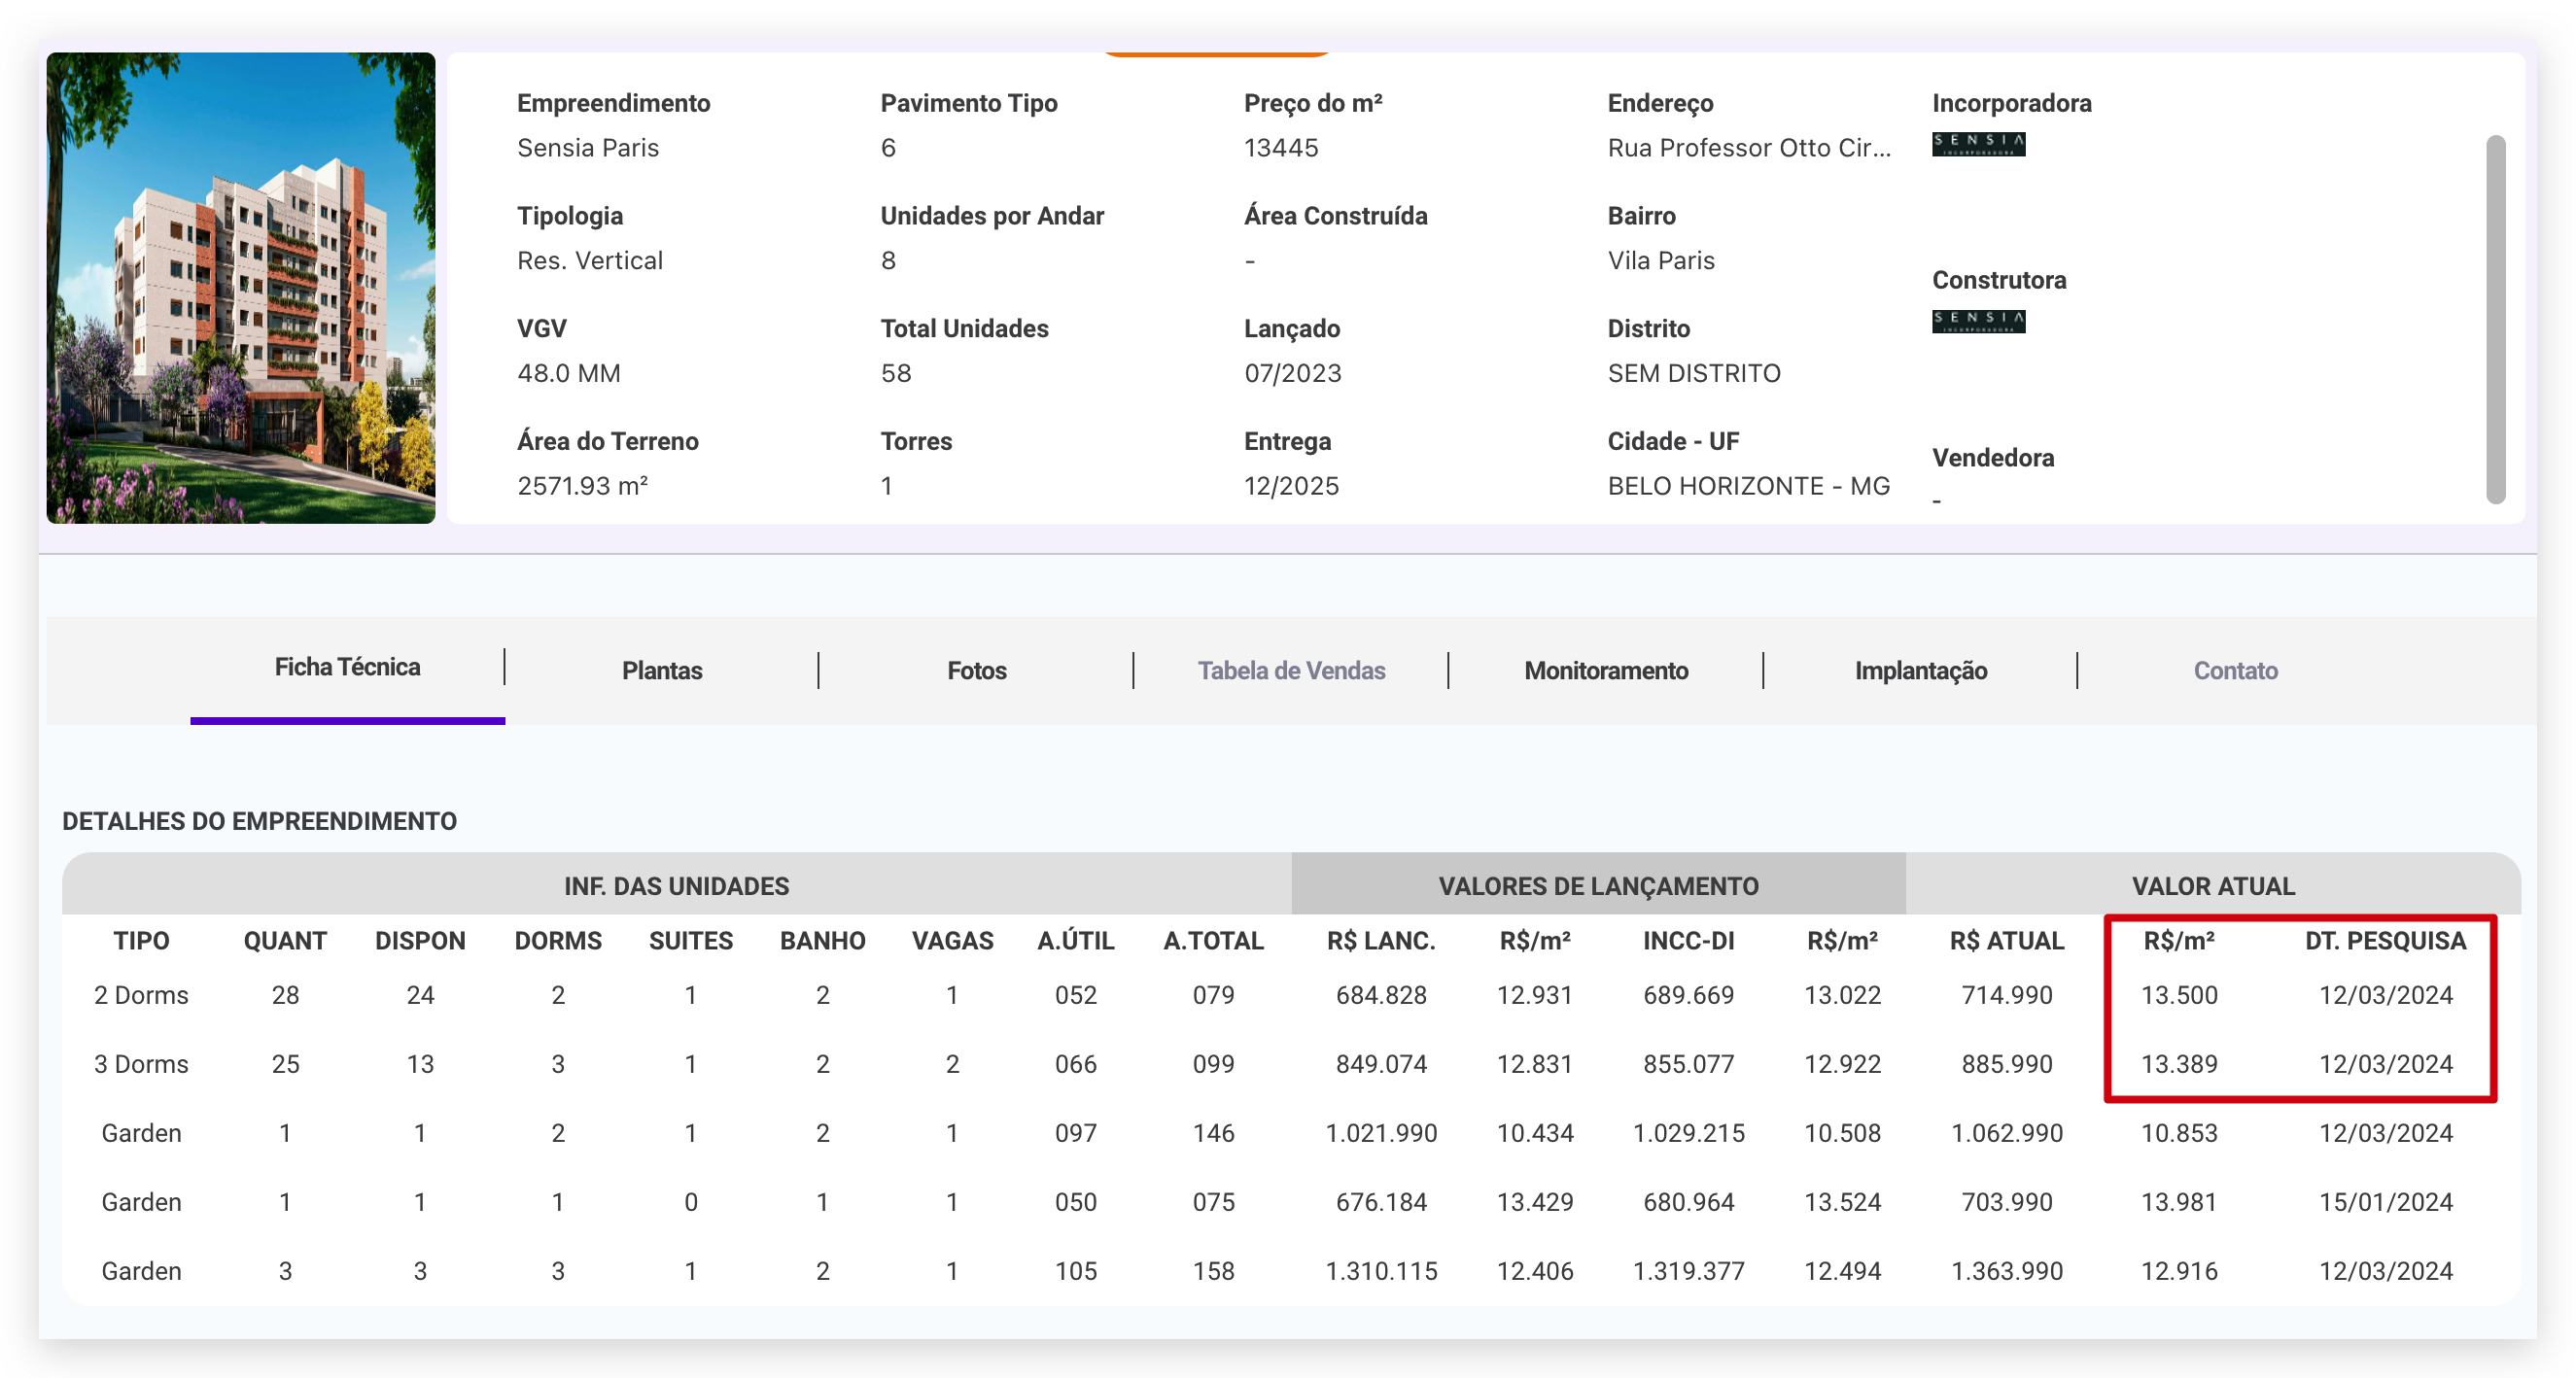 Empreendimento Pavimento Tipo Preço do m² Endereço Incorporadora
Sensia Paris 6 13445 Rua Professor Otto Cir... SENSIA
INCORPORADORA
Tipologia Unidades por Andar Área Construída Bairro
Res. Vertical 8 - Vila Paris
Construtora
SENSIA
INCORPORADORA
VGV Total Unidades Lançado Distrito
48.0 MM 58 07/2023 SEM DISTRITO
Área do Terreno Torres Entrega Cidade - UF Vendedora
2571.93 m² 1 12/2025 BELO HORIZONTE - MG -
Ficha Técnica Plantas Fotos Tabela de Vendas Monitoramento Implantação Contato
DETALHES DO EMPREENDIMENTO
INF. DAS UNIDADES VALORES DE LANÇAMENTO VALOR ATUAL
TIPO QUANT DISPON DORMS SUITES BANHO VAGAS A.ÚTIL A.TOTAL R$ LANC. R$/m² INCC-DI R$/m² R$ ATUAL R$/m² DT. PESQUISA
2 Dorms 28 24 2 1 2 1 052 079 684.828 12.931 689.669 13.022 714.990 13.500 12/03/2024
3 Dorms 25 13 3 1 2 2 066 099 849.074 12.831 855.077 12.922 885.990 13.389 12/03/2024
Garden 1 1 2 1 2 1 097 146 1.021.990 10.434 1.029.215 10.508 1.062.990 10.853 12/03/2024
Garden 1 1 1 0 1 1 050 075 676.184 13.429 680.964 13.524 703.990 13.981 15/01/2024
Garden 3 3 3 1 2 1 105 158 1.310.115 12.406 1.319.377 12.494 1.363.990 12.916 12/03/2024